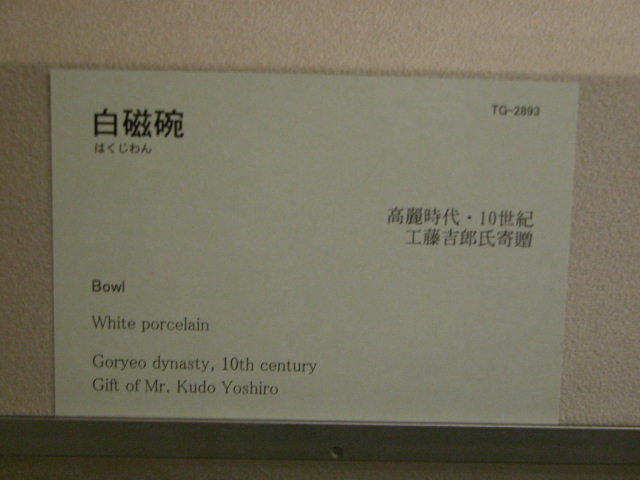 白磁碗
はくじわん
TG-2893
高麗時代・10世紀
工藤吉郎氏寄贈
Bowl
White porcelain
Goryeo dynasty, 10th century
Gift of Mr. Kudo Yoshiro